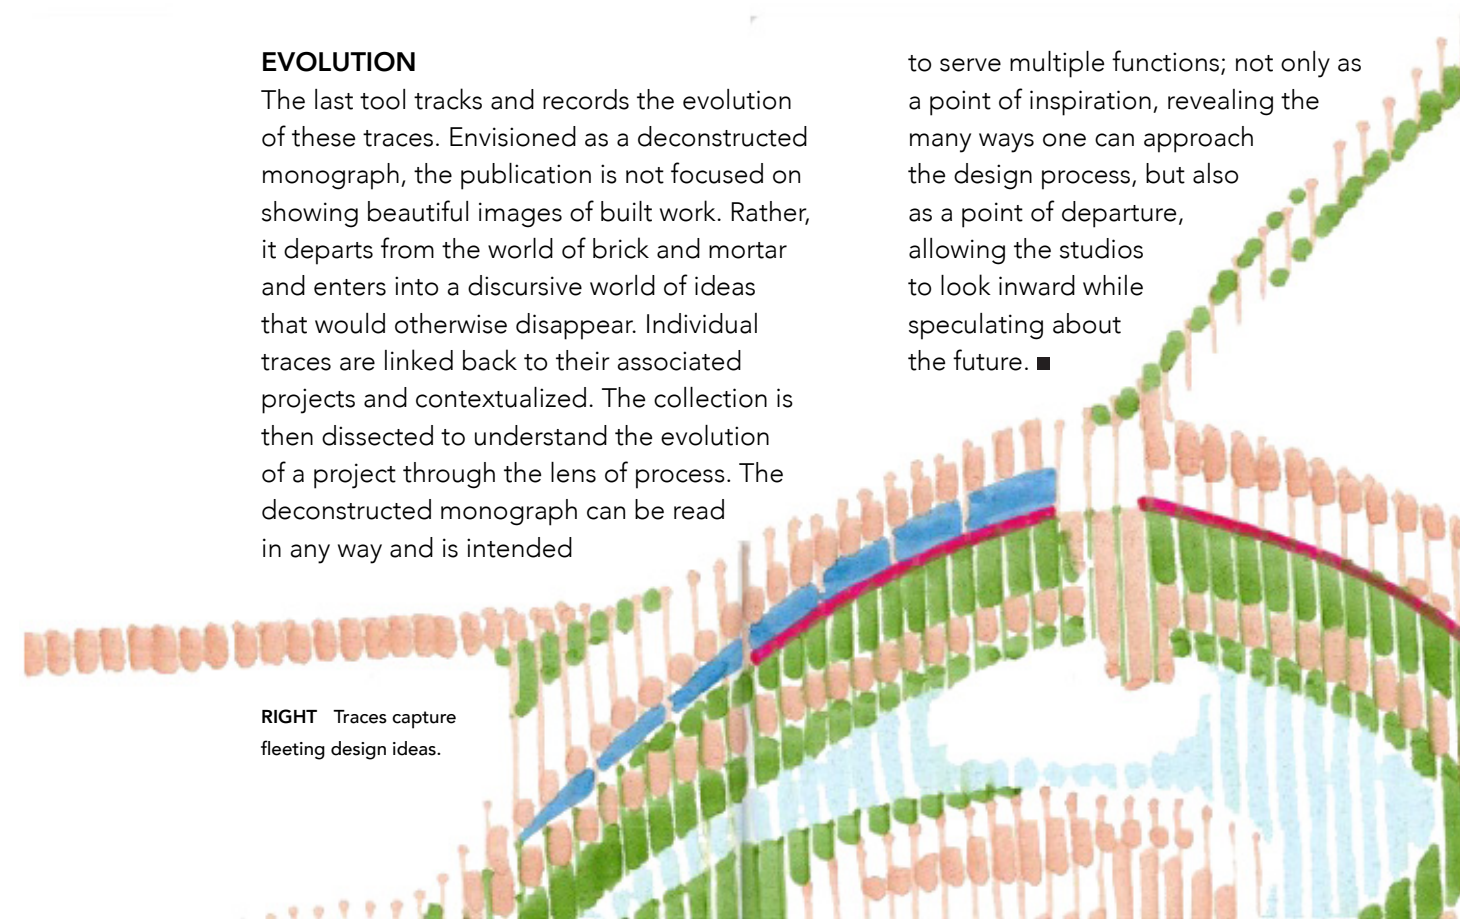 EVOLUTION
The last tool tracks and records the evolution
of these traces. Envisioned as a deconstructed
monograph, the publication is not focused on
showing beautiful images of built work. Rather,
it departs from the world of brick and mortar
and enters into a discursive world of ideas
that would otherwise disappear. Individual
traces are linked back to their associated
projects and contextualized. The collection is
then dissected to understand the evolution
of a project through the lens of process. The
deconstructed monograph can be read
in any way and is intended
to serve multiple functions; not only as
a point of inspiration, revealing the
many ways one can approach
the design process, but also
as a point of departure,
allowing the studios
to look inward while
speculating about
the future. ■
RIGHT Traces capture
fleeting design ideas.